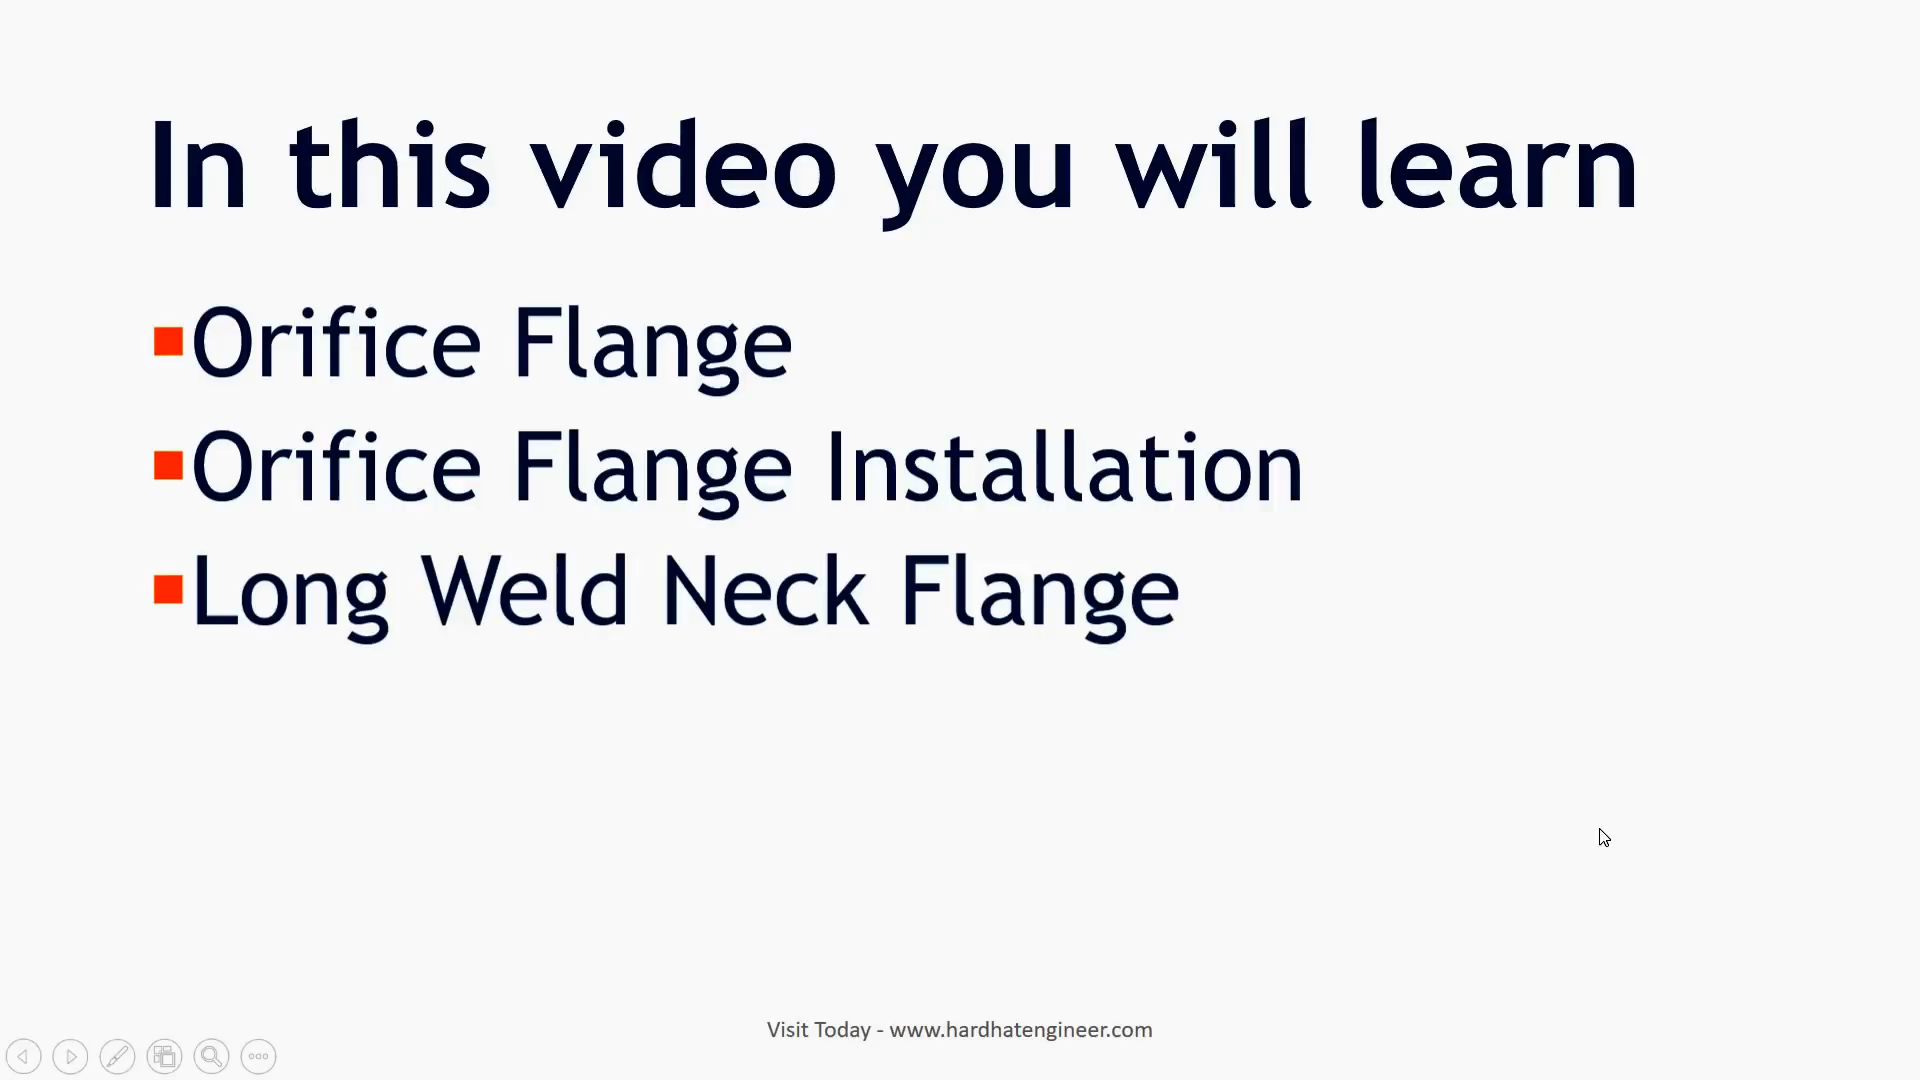 In this video you will learn
Orifice Flange
Orifice Flange Installation
Long Weld Neck Flange
Visit Today - www.hardhatengineer.com